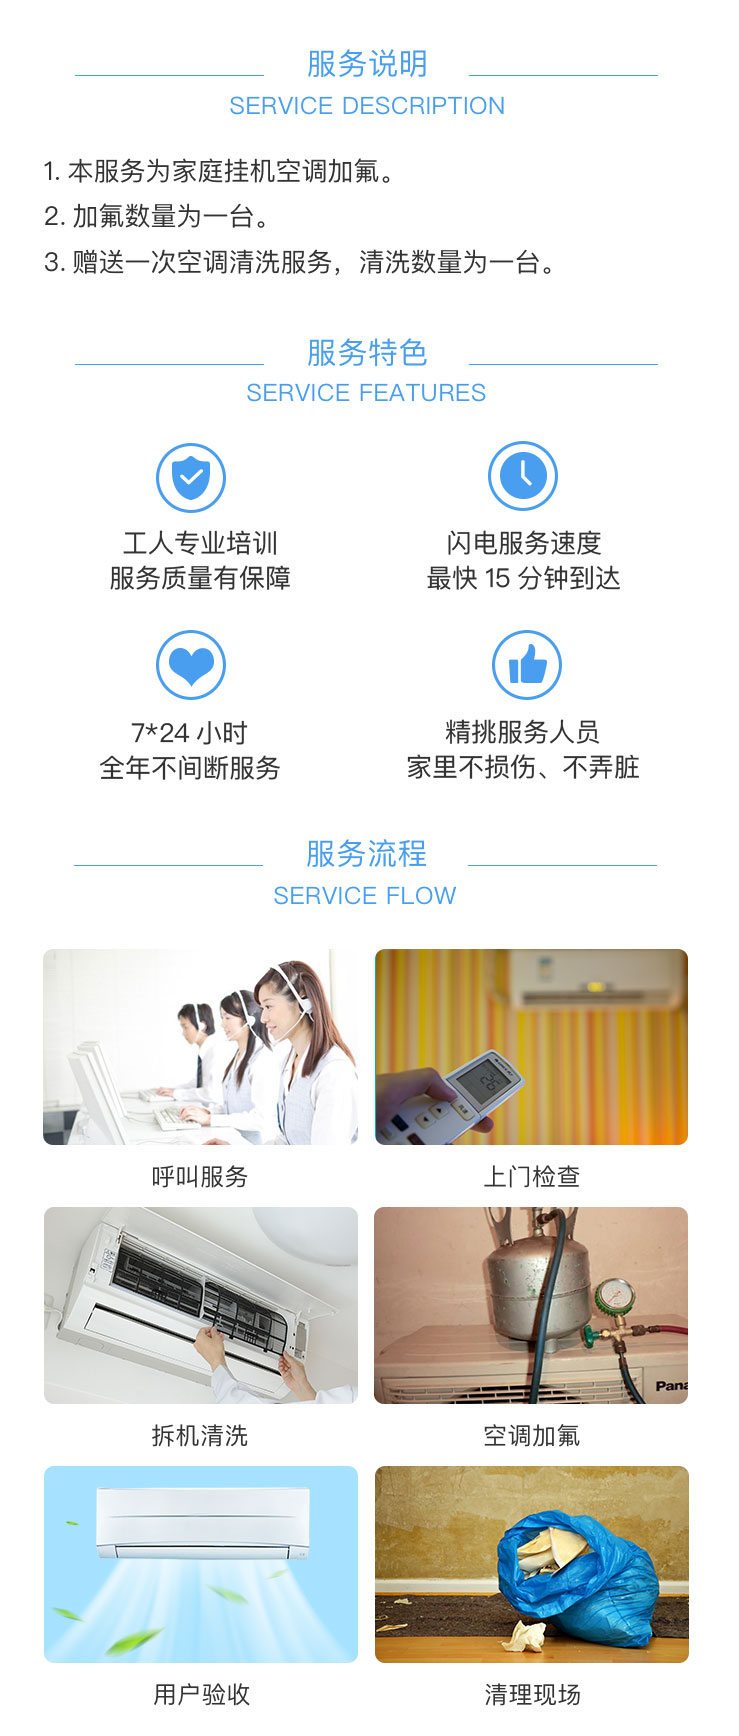 服务说明
SERVICE DESCRIPTION
1. 本服务为家庭挂机空调加氟。
2. 加氟数量为一台。
3. 赠送一次空调清洗服务，清洗数量为一台。
服务特色
SERVICE FEATURES
工人专业培训
服务质量有保障
闪电服务速度
最快 15 分钟到达
7*24 小时
全年不间断服务
精挑服务人员
家里不损伤、不弄脏
服务流程
SERVICE FLOW
26
呼叫服务
上门检查
Pana
拆机清洗
空调加氟
用户验收
清理现场